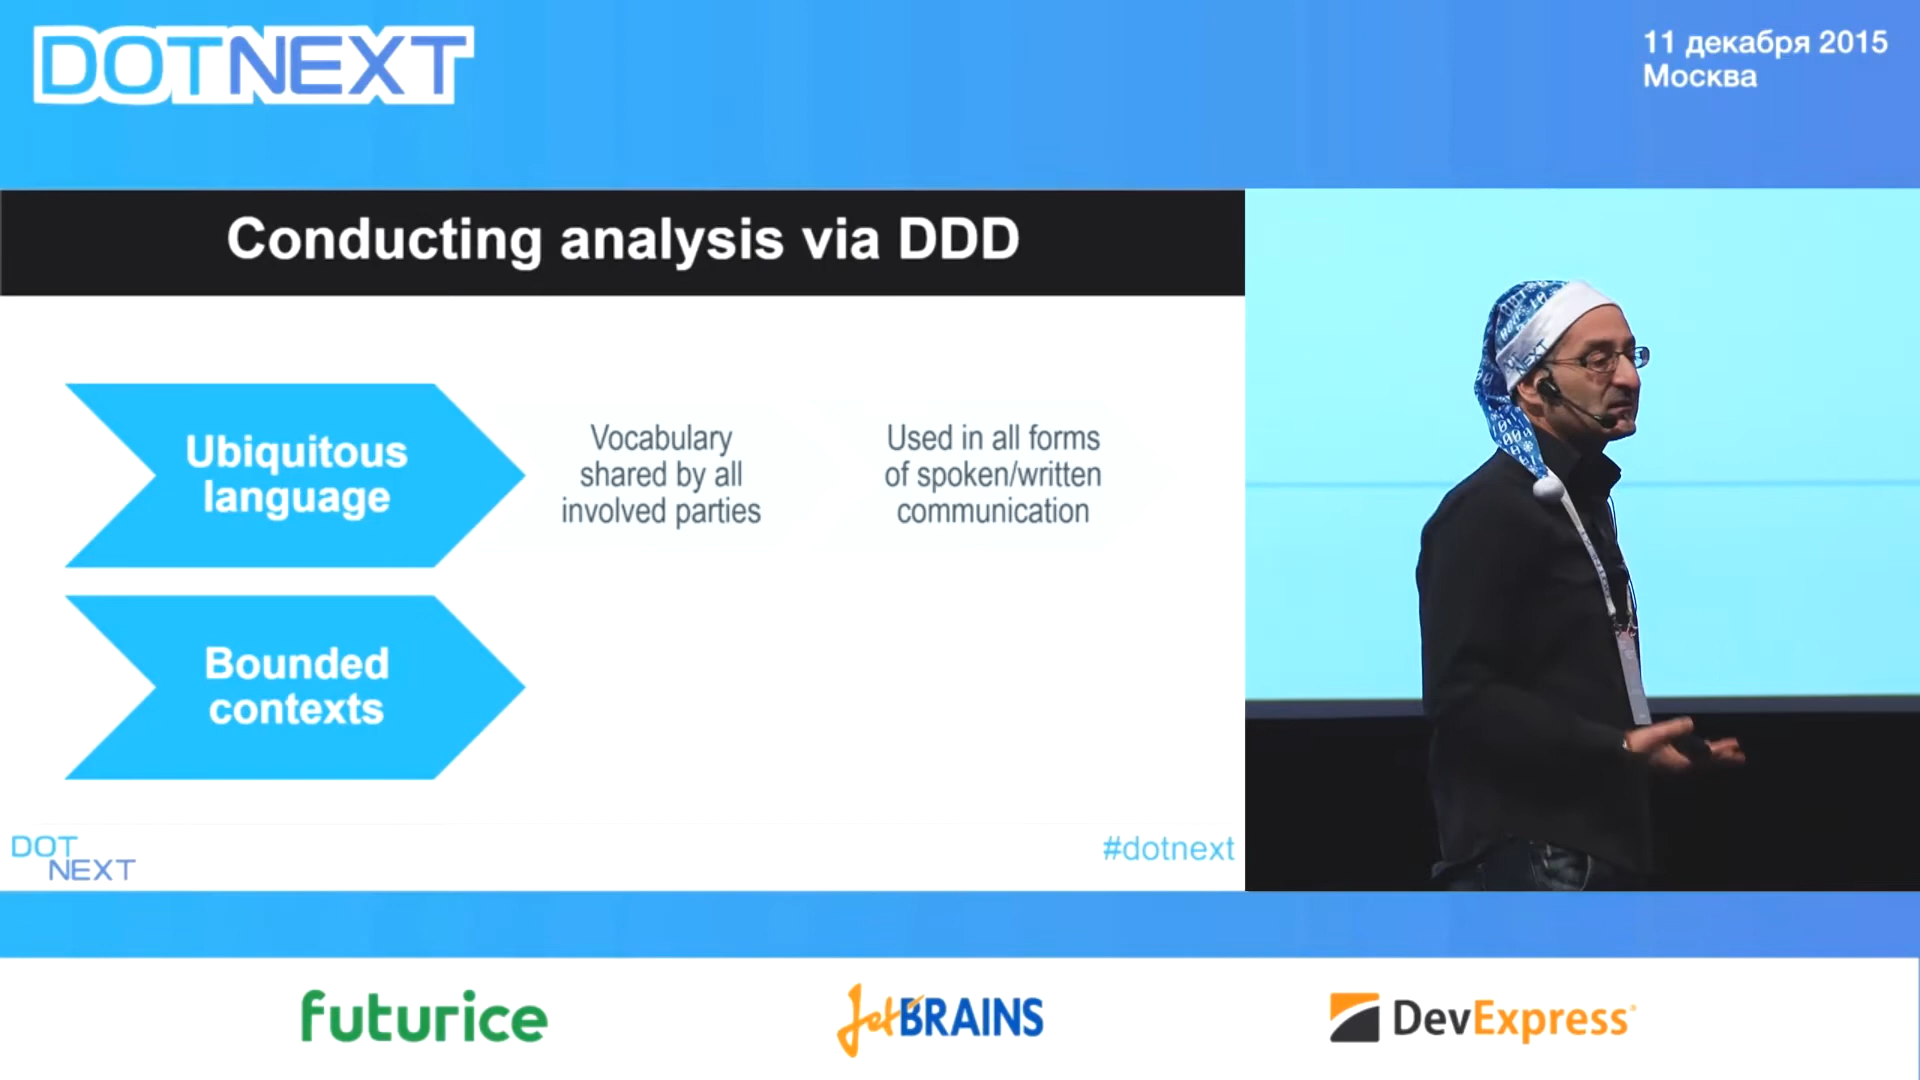 DOTNEXT
11 декабря 2015
Москва
Conducting analysis via DDD
Ubiquitous
language
Vocabulary
shared by all
involved parties
Used in all forms
of spoken/written
communication
Bounded
contexts
DOT
NEXT
#dotnext
futurice
JetBRAINS
DevExpress